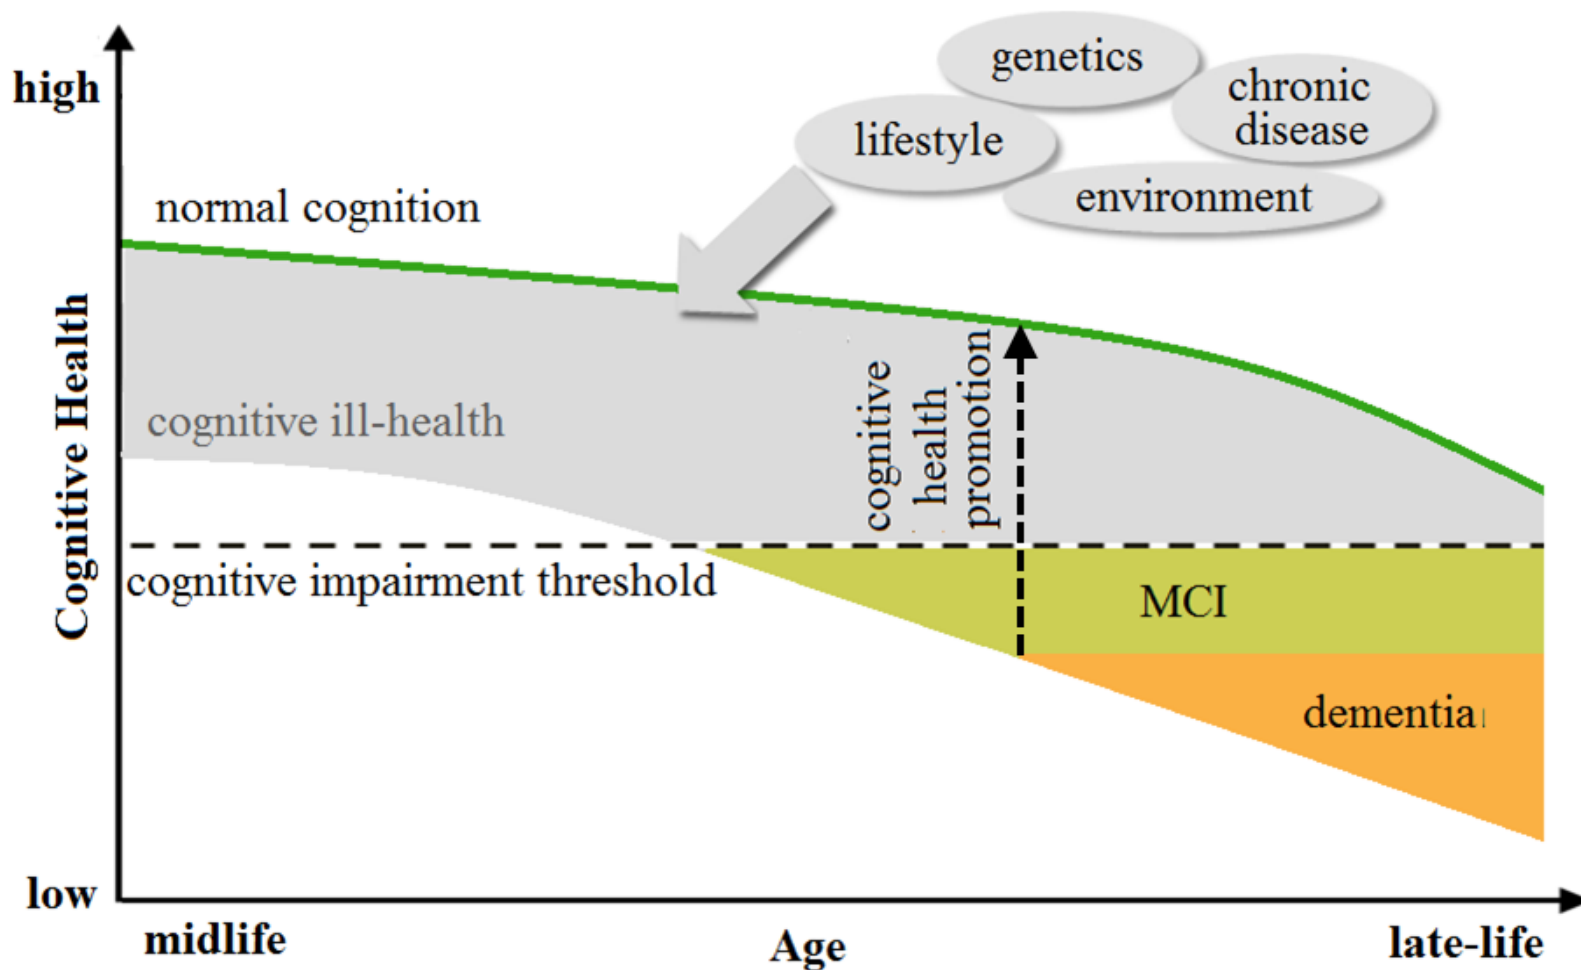 high
genetics
chronic
disease
lifestyle
environment
normal cognition
Cognitive Health
cognitive ill-health
cognitive
health
promotion
cognitive impairment threshold
MCI
dementia
low
midlife
Age
late-life